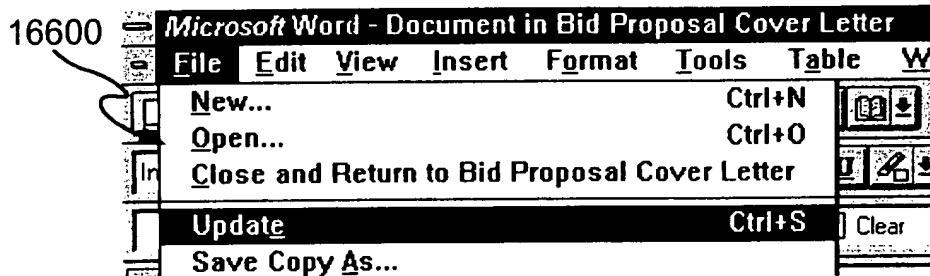 16600
Microsoft Word - Document in Bid Proposal Cover Letter
File Edit View Insert Format Tools Table W
New... Ctrl+N
Open... Ctrl+O
In
Close and Return to Bid Proposal Cover Letter
U
Update Ctrl+S
Clear
Save Copy As...